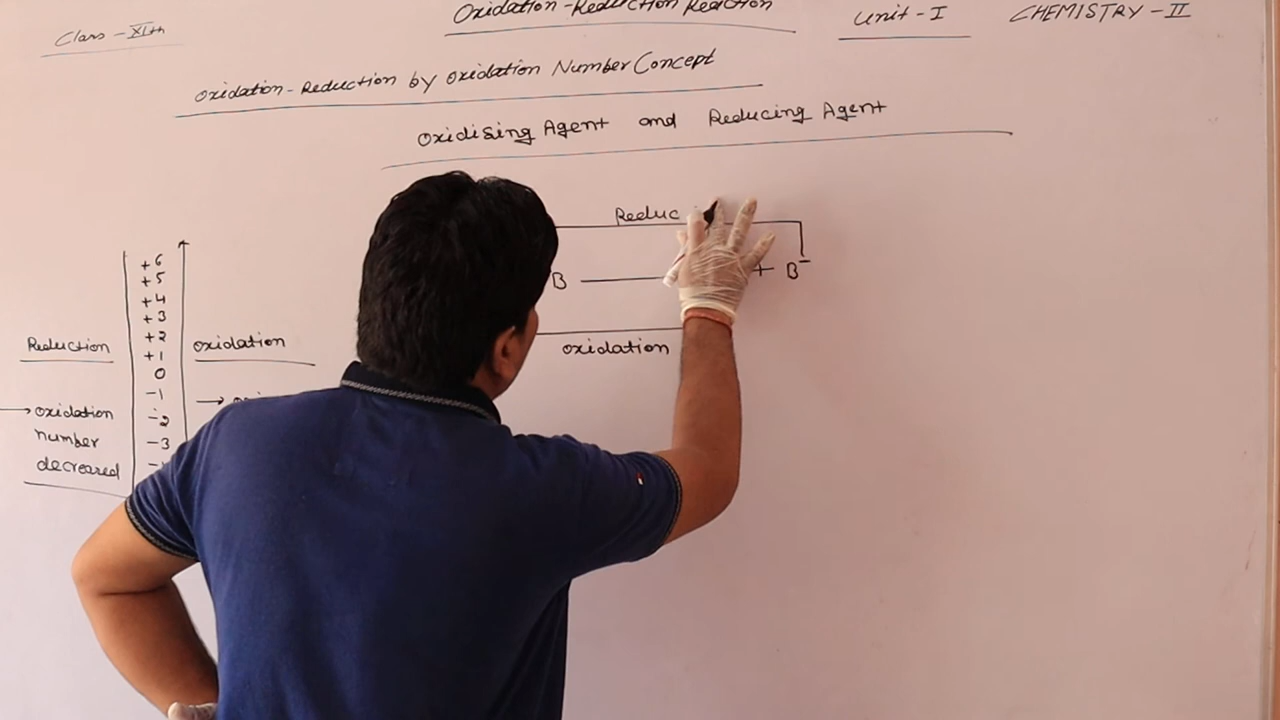 Class - XIth
Oxidation - Reduction Reaction
Unit - I
CHEMISTRY - II
Oxidation - Reduction by Oxidation Number Concept
Oxidising Agent and Reducing Agent
Reduc
B + B⁻
oxidation
+6
+5
+4
+3
+2
+1
0
-1
-2
-3
Reduction
→ oxidation
number
decreased
oxidation
→